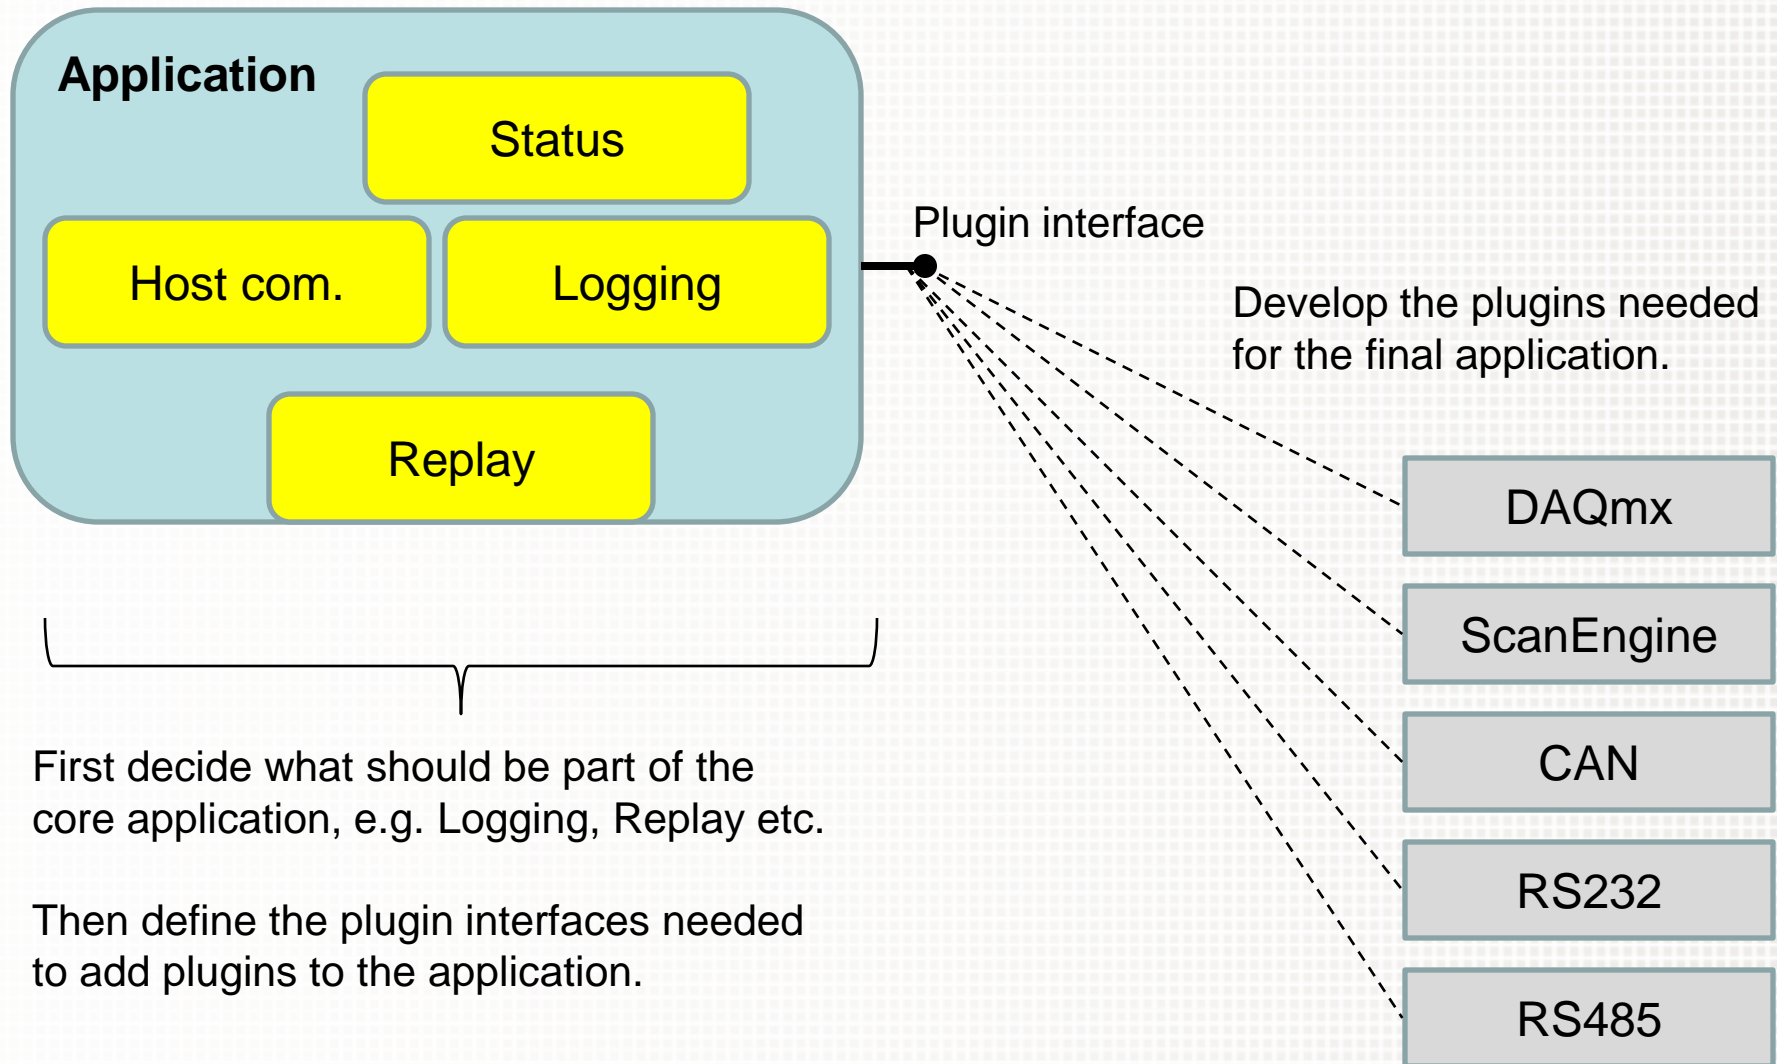 Application
Status
Host com.
Logging
Replay
Plugin interface
Develop the plugins needed
for the final application.
DAQmx
ScanEngine
CAN
RS232
RS485
First decide what should be part of the
core application, e.g. Logging, Replay etc.
Then define the plugin interfaces needed
to add plugins to the application.